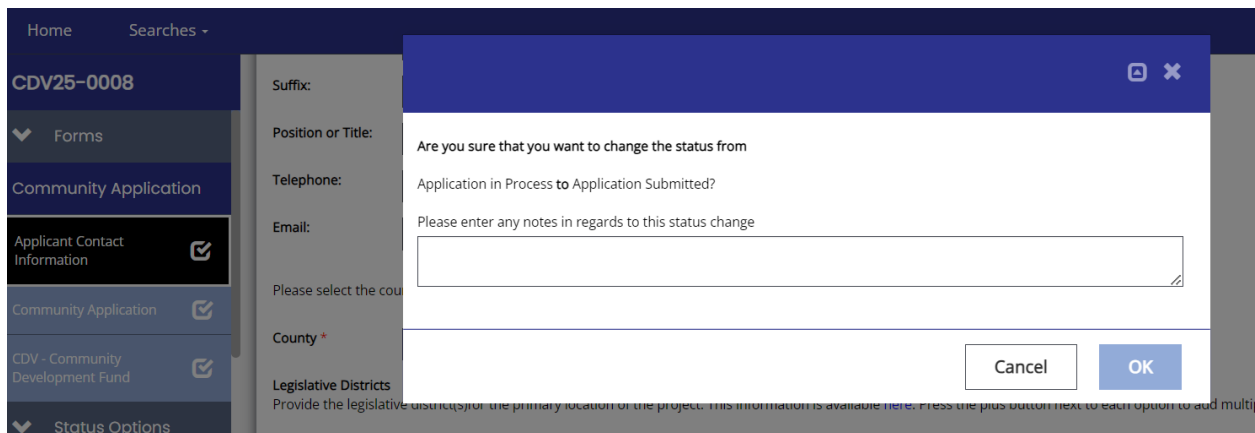 Home Searches
CDV25-0008
Forms
Community Application
Applicant Contact
Information
Community Application
CDV - Community
Development Fund
Status Options
Suffix:
Position or Title:
Telephone:
Email:
Please select the
County *
Legislative Districts
Provide the legislative district(s)for the primary location of the project. This information is available here. Press the plus button next to each option to add
Are you sure that you want to change the status from
Application in Process to Application Submitted?
Please enter any notes in regards to this status change
Cancel OK